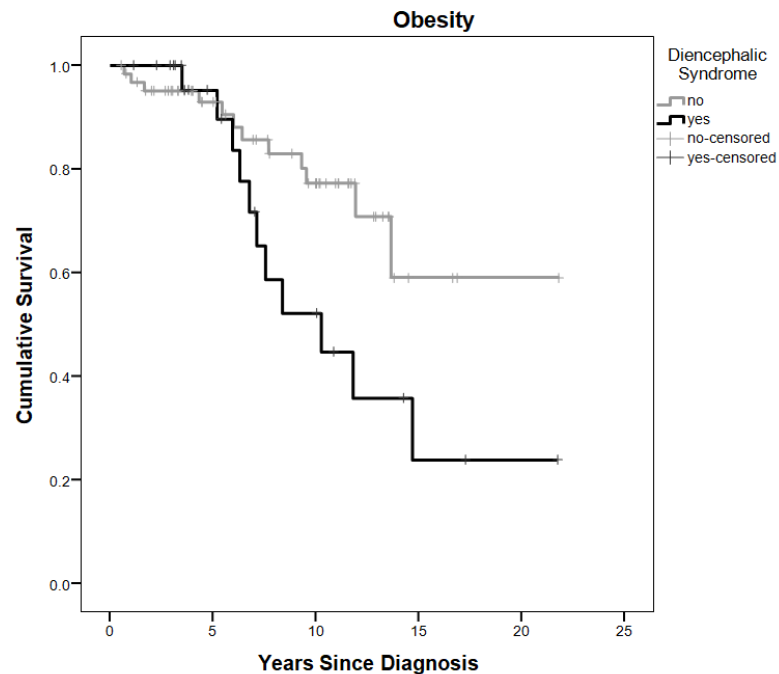 Obesity
Diencephalic
Syndrome
no
yes
no-censored
yes-censored
1.0
0.8
0.6
0.4
0.2
0.0
Cumulative Survival
0 5 10 15 20 25
Years Since Diagnosis